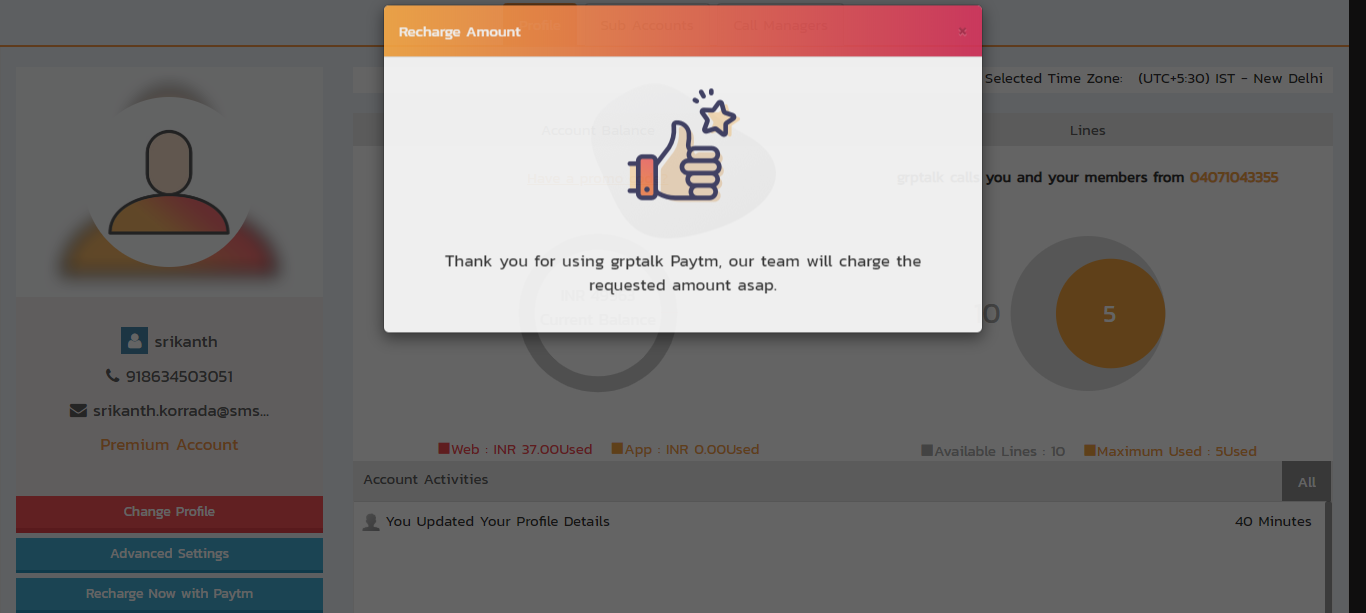 Sub Accounts
Call Managers
Recharge Amount
×
Selected Time Zone: (UTC+5:30) IST - New Delhi
Account Balance
Lines
Have a
grptalk calls you and your members from 04071043355
Thank you for using grptalk Paytm, our team will charge the
requested amount asap.
INR
Current Balance
10
5
srikanth
918634503051
srikanth.korrada@sms...
Premium Account
Web : INR 37.00Used
App : INR 0.00Used
Available Lines : 10
Maximum Used : 5Used
Account Activities
All
Change Profile
You Updated Your Profile Details
40 Minutes
Advanced Settings
Recharge Now with Paytm